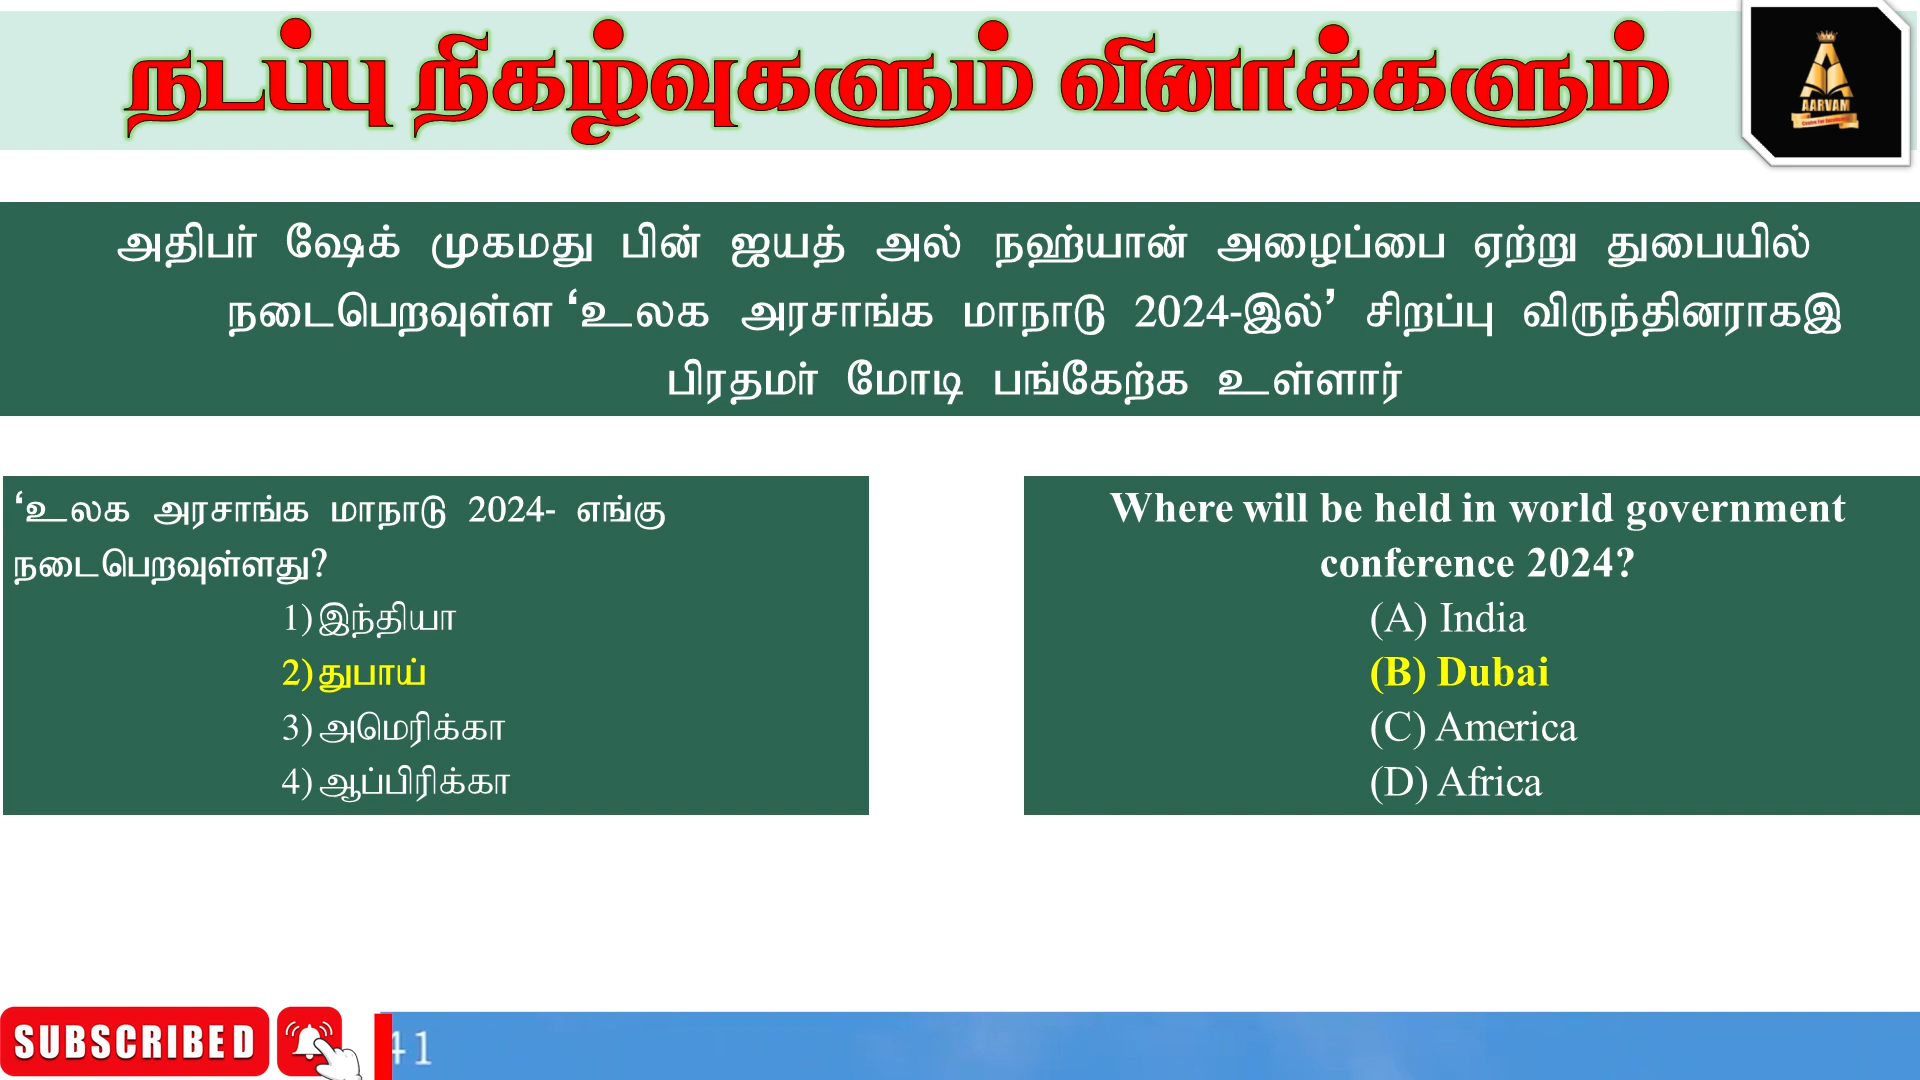 நடப்பு நிகழ்வுகளும் வினாக்களும்
AARVAM
அதிபர் ஷேக் முகமது பின் ஜயத் அல் நஹ்யான் அழைப்பை ஏற்று துபையில்
நடைபெறவுள்ள ‘உலக அரசாங்க மாநாடு 2024-இல்’ சிறப்பு விருந்தினராகஇ
பிரதமர் மோடி பங்கேற்க உள்ளார்
‘உலக அரசாங்க மாநாடு 2024- எங்கு
நடைபெறவுள்ளது?
1) இந்தியா
2) துபாய்
3) அமெரிக்கா
4) ஆப்பிரிக்கா
Where will be held in world government
conference 2024?
(A) India
(B) Dubai
(C) America
(D) Africa
SUBSCRIBED
41